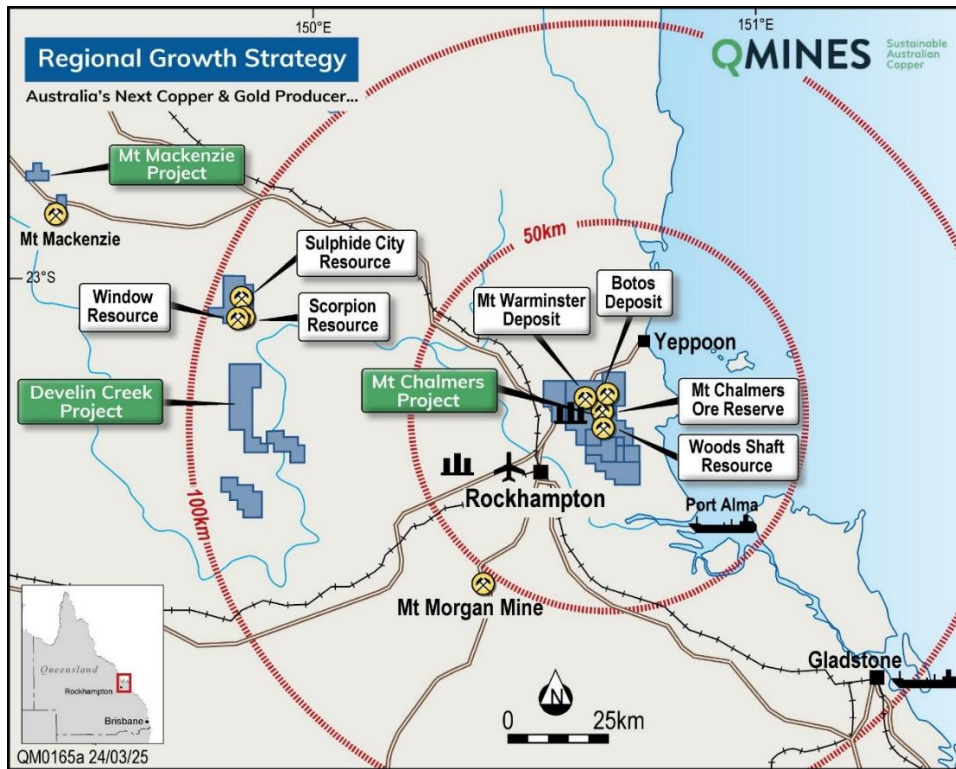 150°E
151°E
Regional Growth Strategy
Australia's Next Copper & Gold Producer...
QMINES
Sustainable
Australian
Copper
Mt Mackenzie
Project
Mt Mackenzie
50km
Sulphide City
Resource
23°S
Window
Resource
Scorpion
Resource
Mt Warminster
Deposit
Botos
Deposit
Yeppoon
Develin Creek
Project
Mt Chalmers
Project
Mt Chalmers
Ore Reserve
Woods Shaft
Resource
100km
Rockhampton
Port Alma
Mt Morgan Mine
Gladstone
Queensland
Rockhampton
Brisbane
N
0 25km
QM0165a 24/03/25